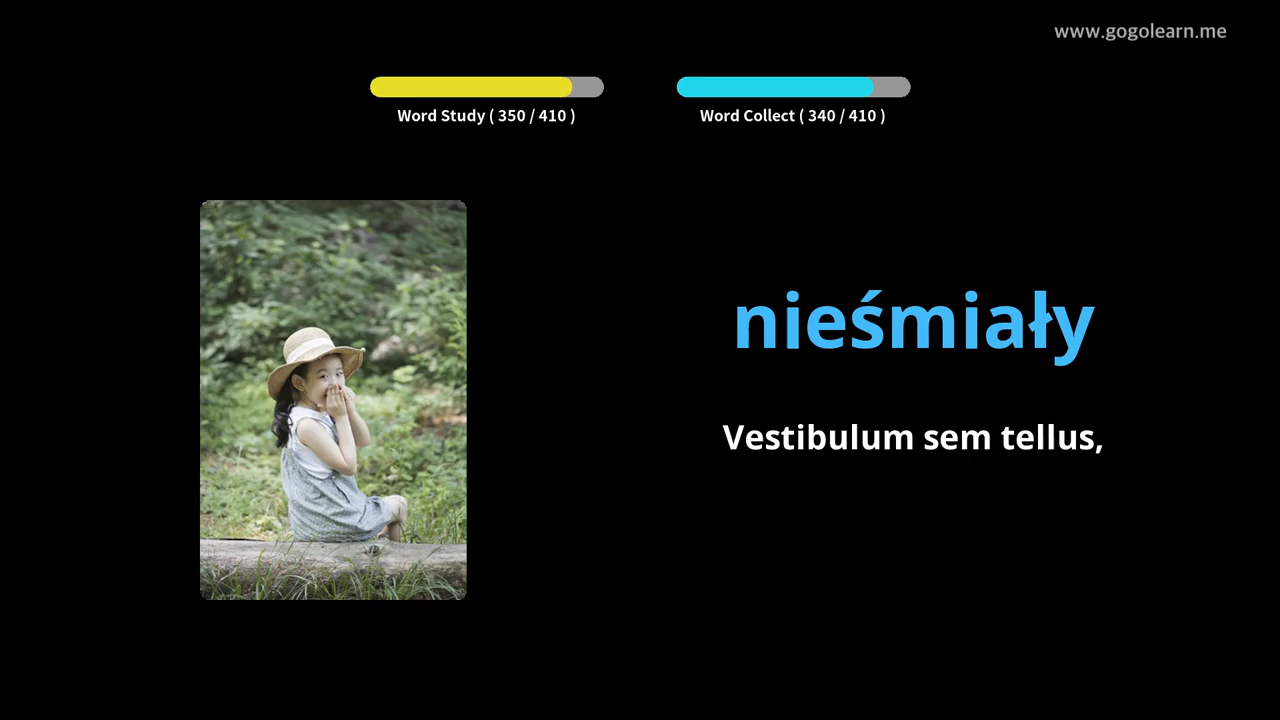 www.gogolearn.me
Word Study ( 350 / 410 )
Word Collect ( 340 / 410 )
nieśmiały
Vestibulum sem tellus,